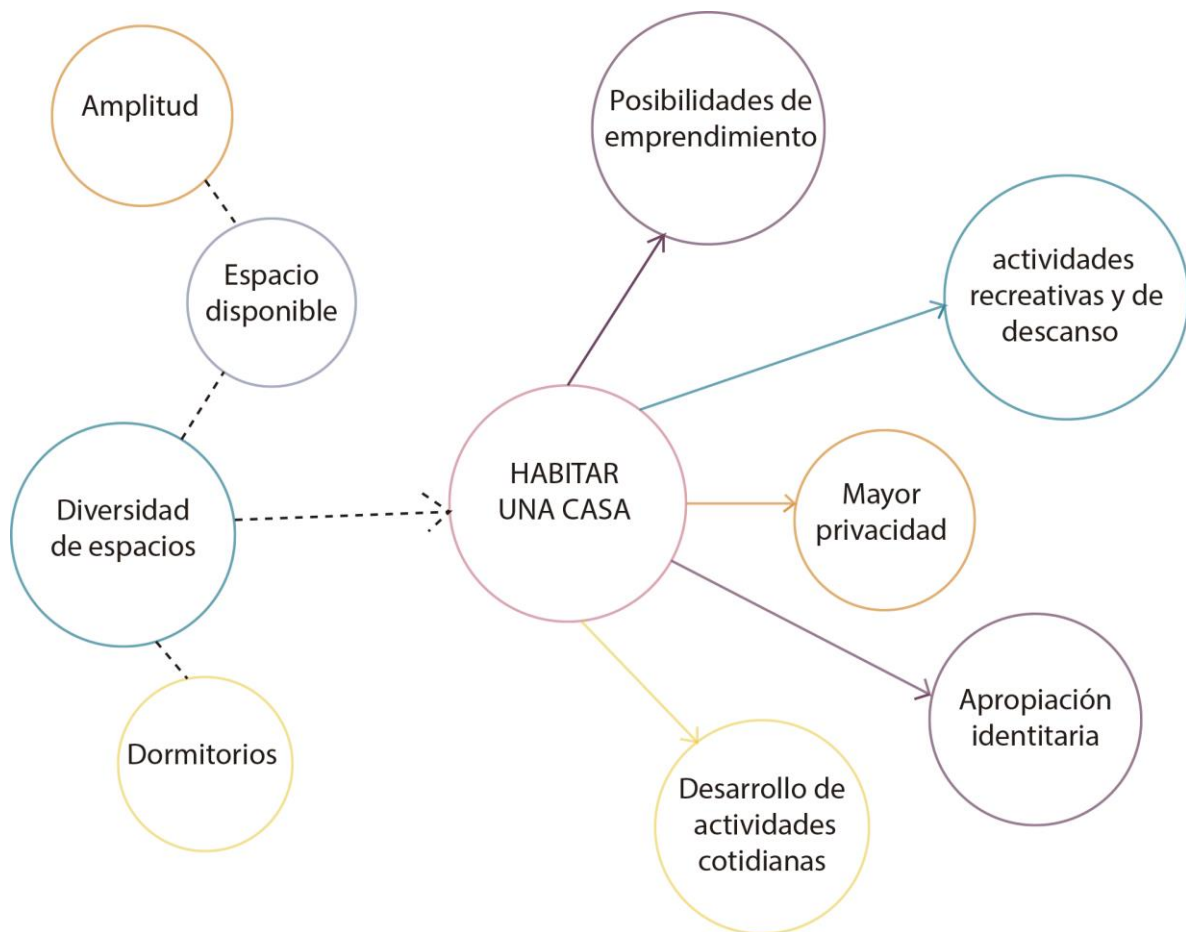 Amplitud
Posibilidades de
emprendimiento
Espacio
disponible
actividades
recreativas y de
descanso
Diversidad
de espacios
HABITAR
UNA CASA
Mayor
privacidad
Dormitorios
Apropiación
identitaria
Desarrollo de
actividades
cotidianas